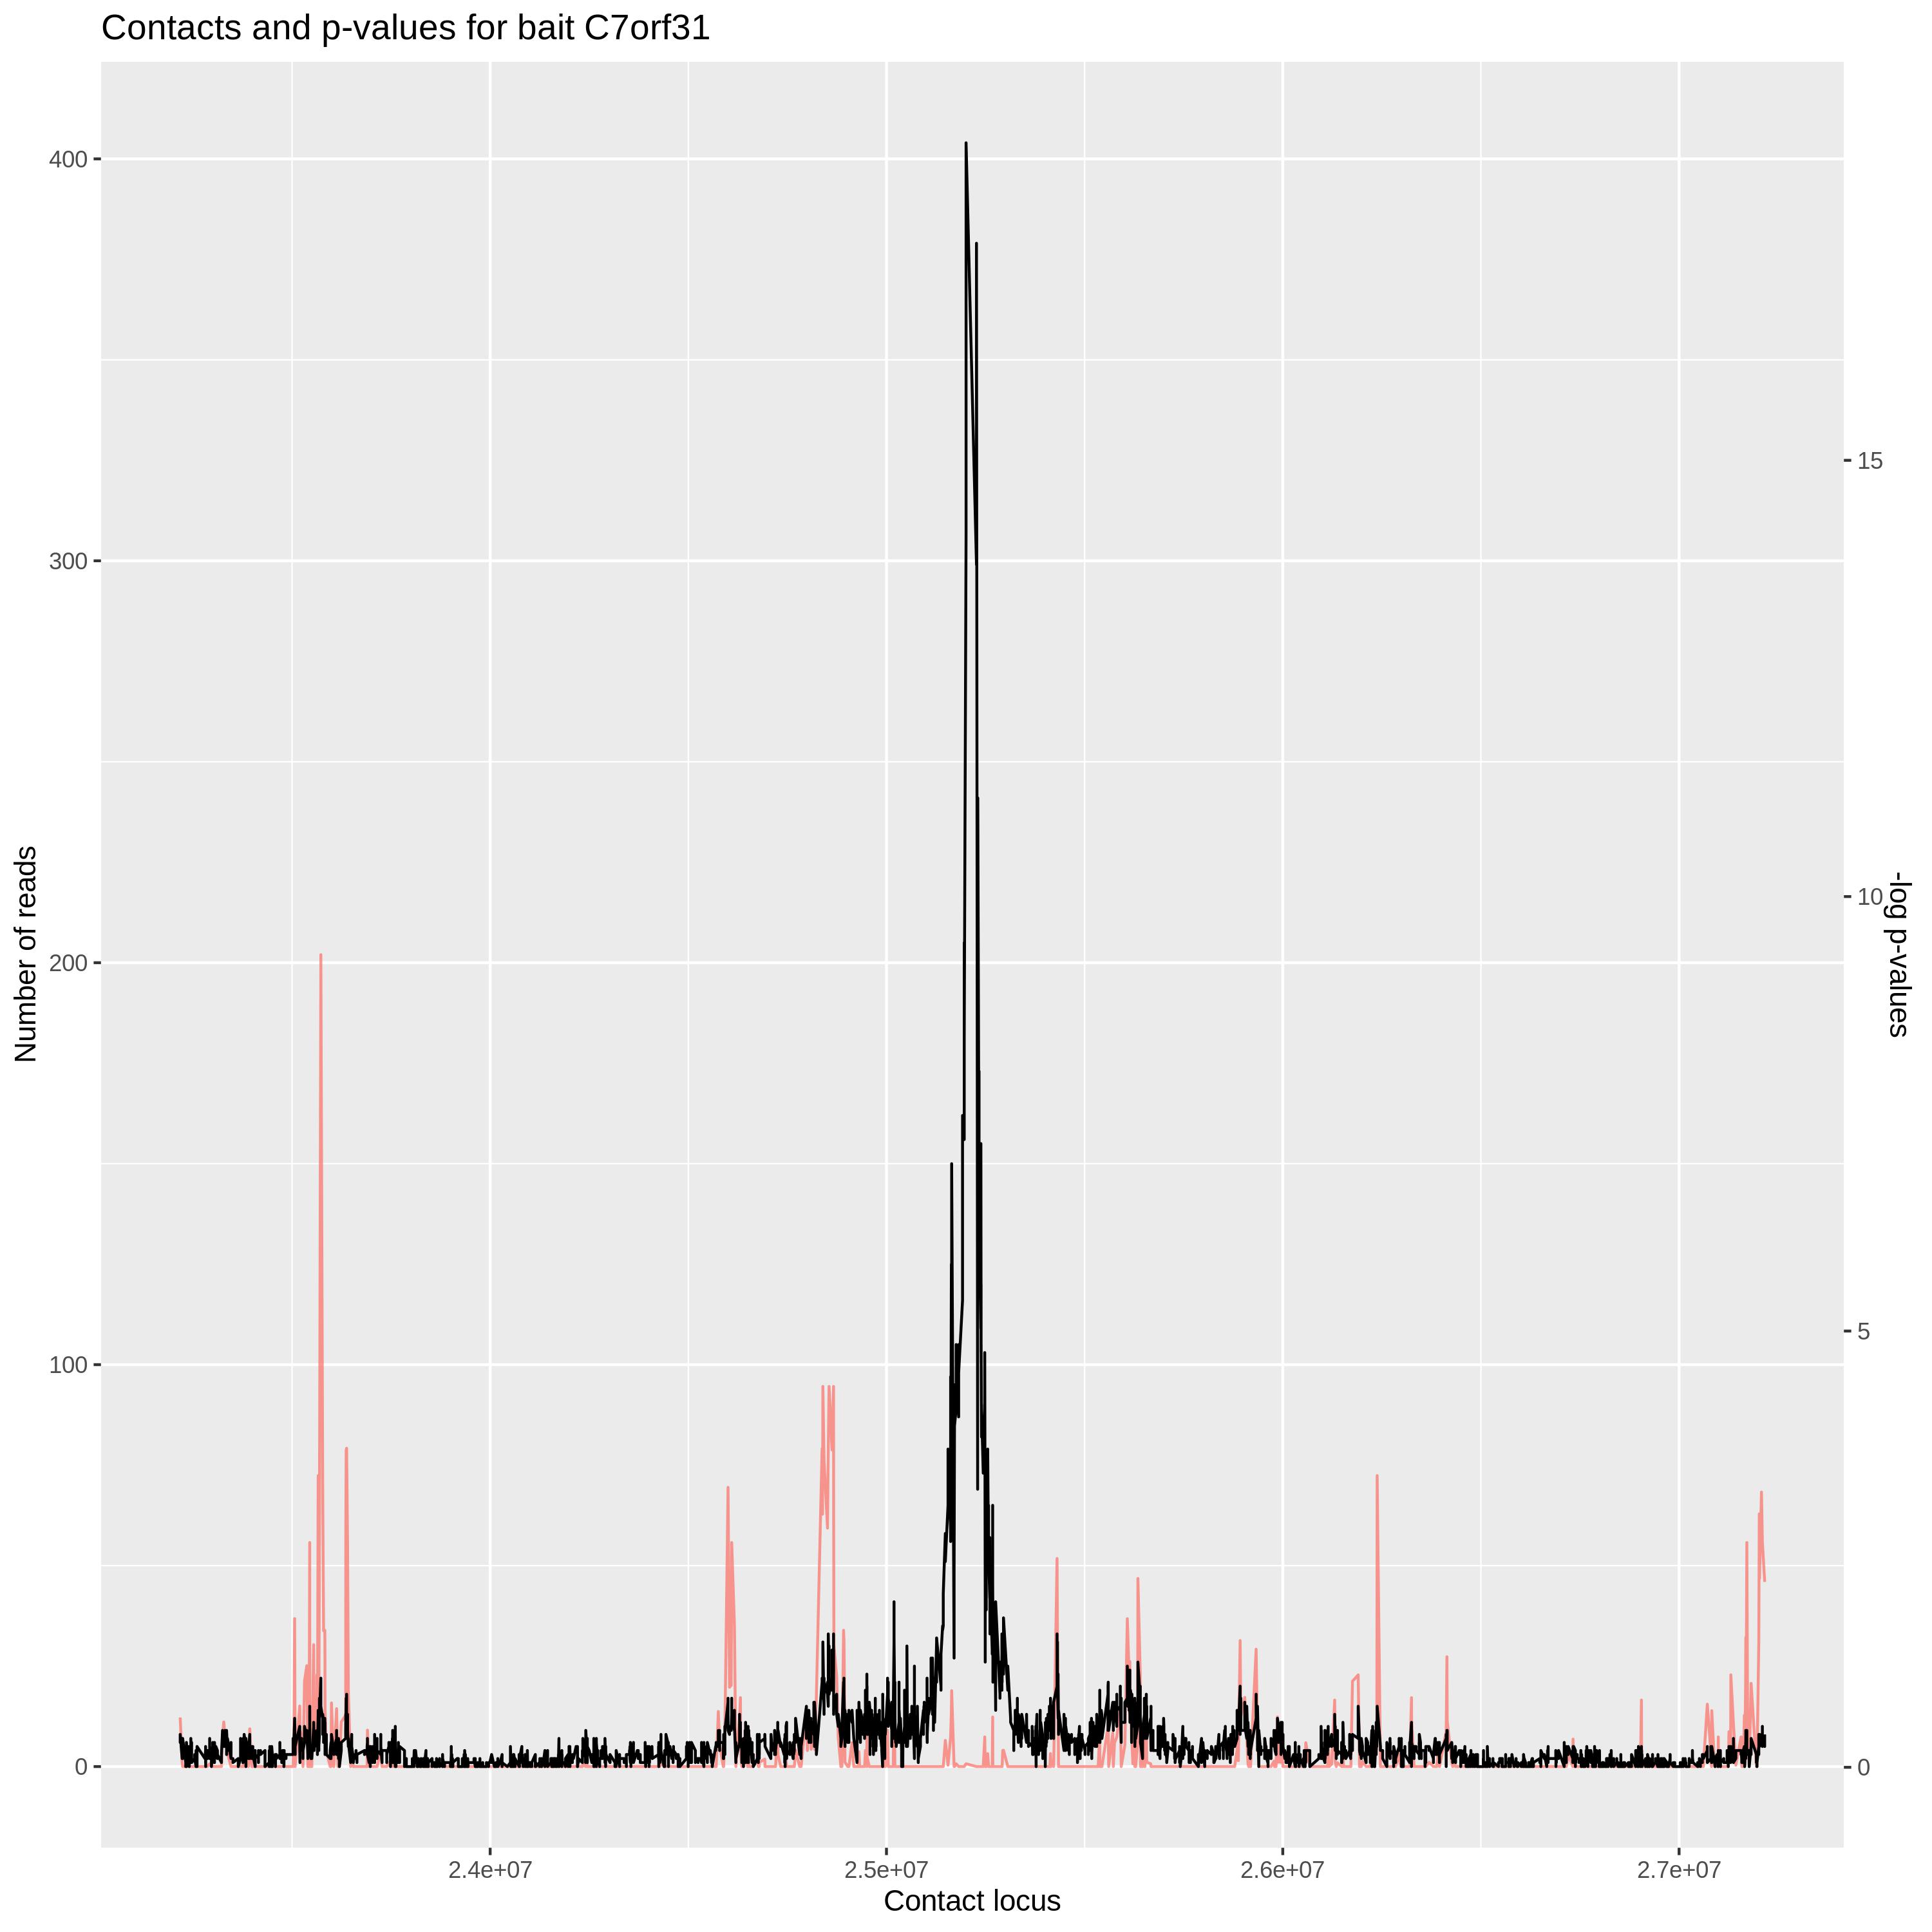 Contacts and p-values for bait C7orf31
400
300
200
100
0
Number of reads
15
10
5
0
-log p-values
2.4e+07 2.5e+07 2.6e+07 2.7e+07
Contact locus